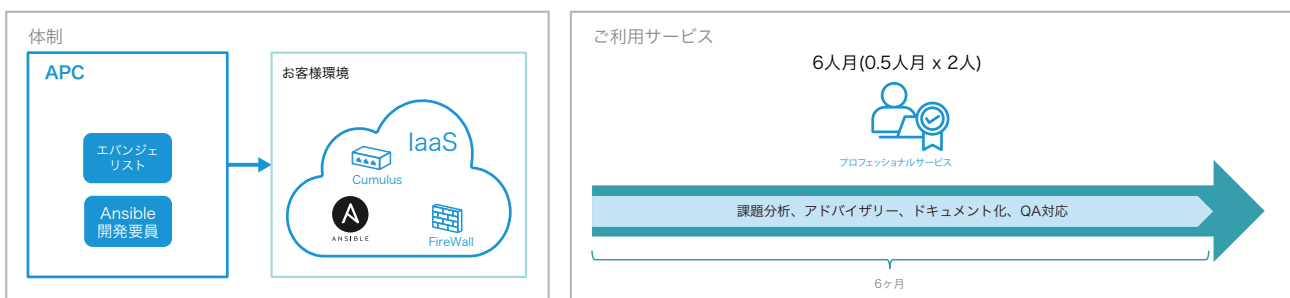 体制
APC
エバンジェ
リスト
Ansible
開発要員
お客様環境
IaaS
Cumulus
ANSIBLE
FireWall
ご利用サービス
6人月(0.5人月 x 2人)
プロフェッショナルサービス
課題分析、アドバイザリー、ドキュメント化、QA対応
6ヶ月